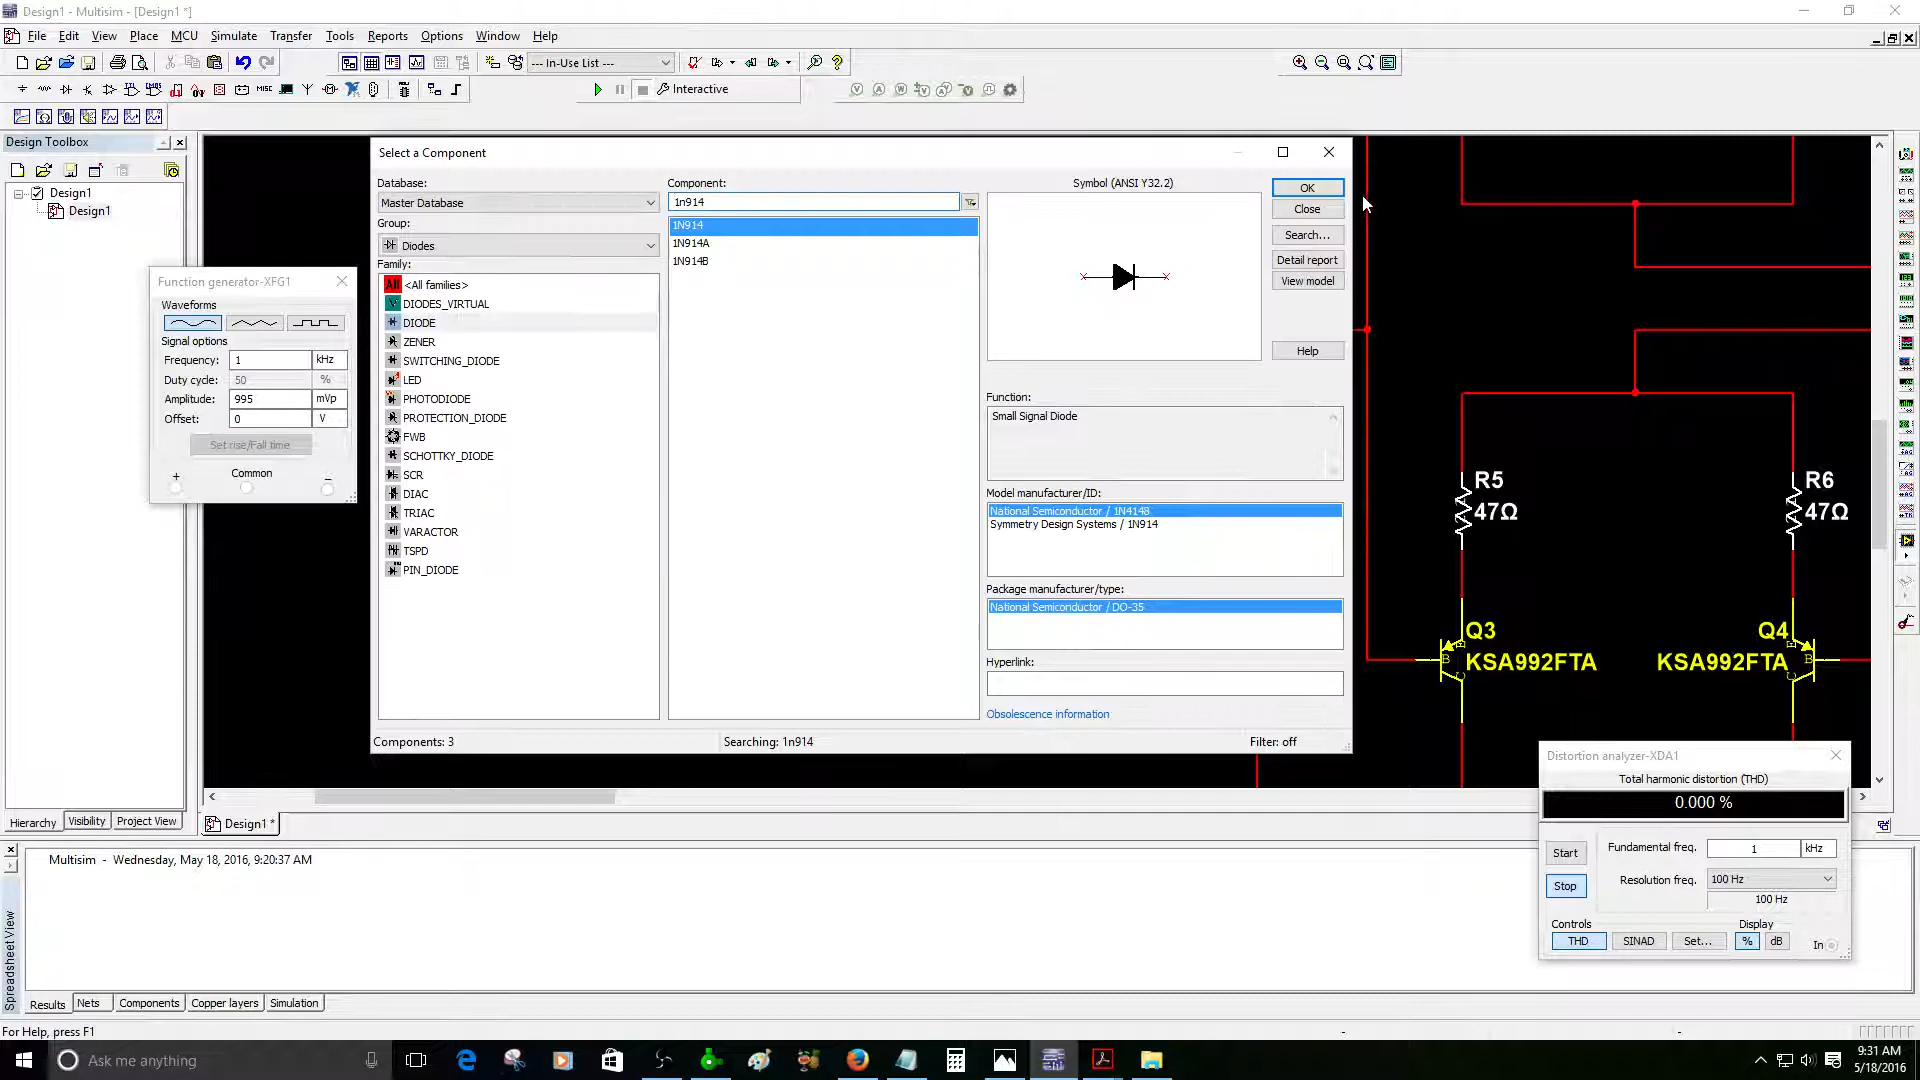 Design1 - Multisim - [Design1 *]
File Edit View Place MCU Simulate Transfer Tools Reports Options Window Help
--- In-Use List ---
MISC Interactive
Design Toolbox
Design1
Design1
Function generator-XFG1
Waveforms
Signal options
Frequency: 1 kHz
Duty cycle: 50 %
Amplitude: 995 mVp
Offset: 0 V
Set rise/Fall time
+ Common −
Select a Component
Database:
Master Database
Group:
Diodes
Family:
All <All families>
DIODES_VIRTUAL
DIODE
ZENER
SWITCHING_DIODE
LED
PHOTODIODE
PROTECTION_DIODE
FWB
SCHOTTKY_DIODE
SCR
DIAC
TRIAC
VARACTOR
TSPD
PIN_DIODE
Component:
1n914
1N914
1N914A
1N914B
Symbol (ANSI Y32.2)
OK
Close
Search...
Detail report
View model
Help
Function:
Small Signal Diode
Model manufacturer/ID:
National Semiconductor / 1N4148
Symmetry Design Systems / 1N914
Package manufacturer/type:
National Semiconductor / DO-35
Hyperlink:
Obsolescence information
Components: 3 Searching: 1n914 Filter: off
R5
47Ω
R6
47Ω
Q3
KSA992FTA
Q4
KSA992FTA
Distortion analyzer-XDA1
Total harmonic distortion (THD)
0.000 %
Start
Stop
Fundamental freq. 1 kHz
Resolution freq. 100 Hz
100 Hz
Controls Display
THD SINAD Set... % dB In
Hierarchy Visibility Project View
Design1 *
Multisim - Wednesday, May 18, 2016, 9:20:37 AM
Spreadsheet View
Results Nets Components Copper layers Simulation
For Help, press F1
Ask me anything
9:31 AM
5/18/2016